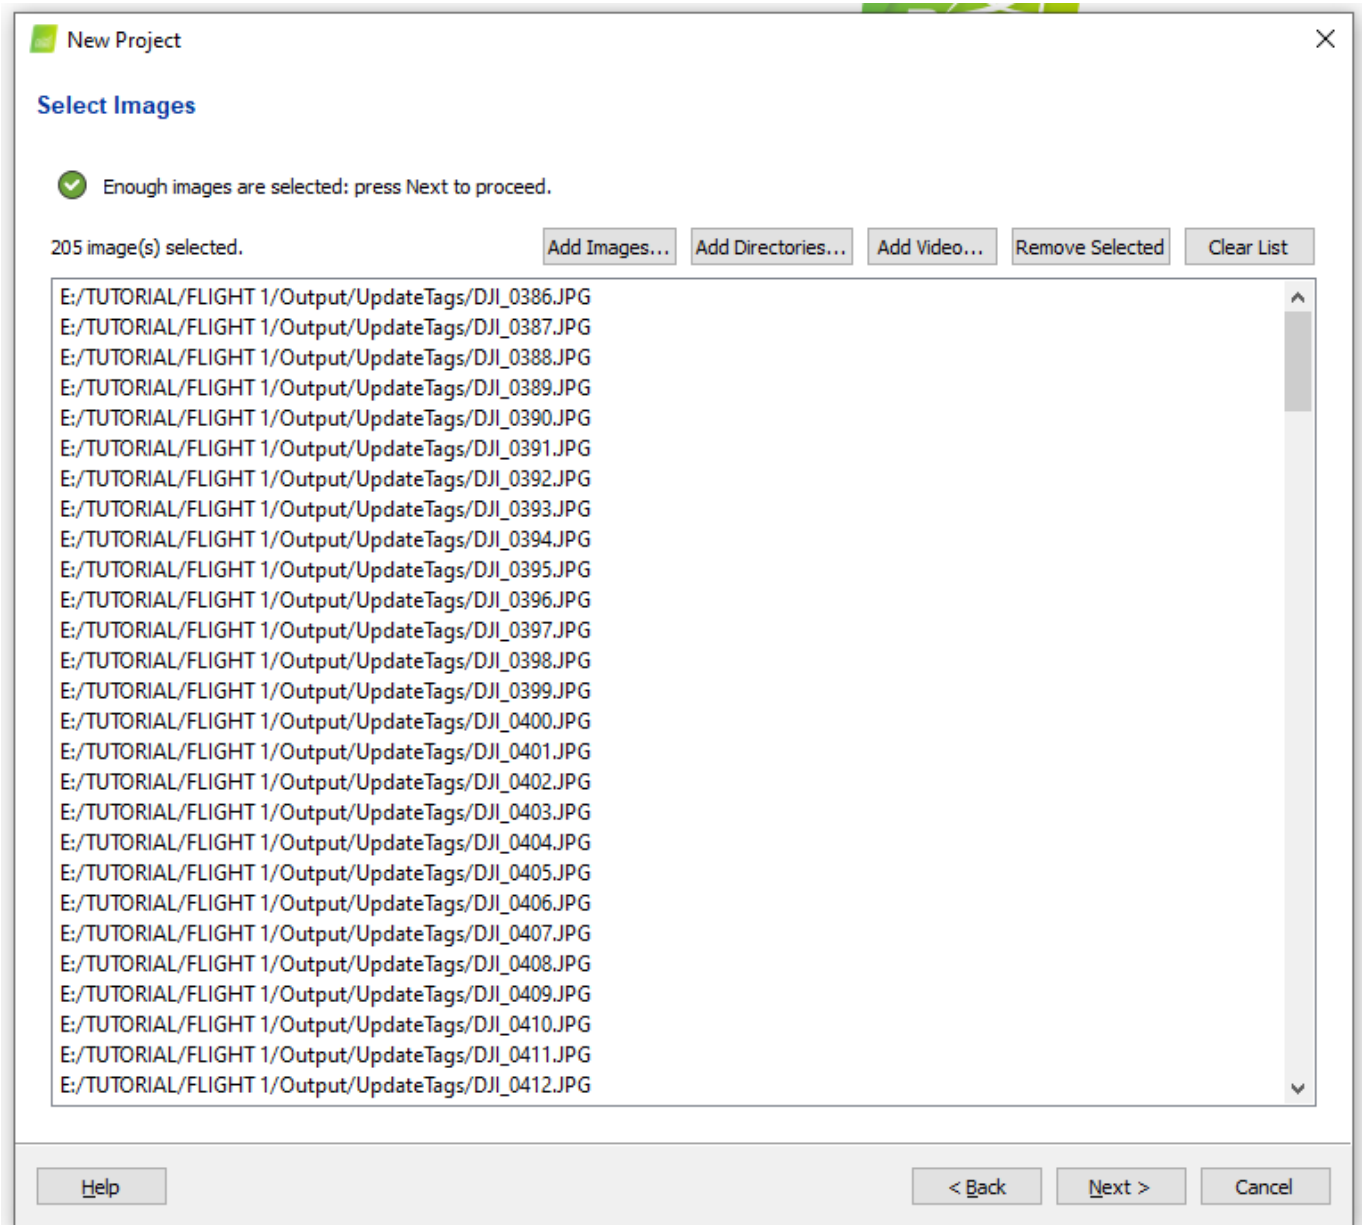 New Project
Select Images
Enough images are selected: press Next to proceed.
205 image(s) selected. Add Images... Add Directories... Add Video... Remove Selected Clear List
E:/TUTORIAL/FLIGHT 1/Output/UpdateTags/DJI_0386.JPG
E:/TUTORIAL/FLIGHT 1/Output/UpdateTags/DJI_0387.JPG
E:/TUTORIAL/FLIGHT 1/Output/UpdateTags/DJI_0388.JPG
E:/TUTORIAL/FLIGHT 1/Output/UpdateTags/DJI_0389.JPG
E:/TUTORIAL/FLIGHT 1/Output/UpdateTags/DJI_0390.JPG
E:/TUTORIAL/FLIGHT 1/Output/UpdateTags/DJI_0391.JPG
E:/TUTORIAL/FLIGHT 1/Output/UpdateTags/DJI_0392.JPG
E:/TUTORIAL/FLIGHT 1/Output/UpdateTags/DJI_0393.JPG
E:/TUTORIAL/FLIGHT 1/Output/UpdateTags/DJI_0394.JPG
E:/TUTORIAL/FLIGHT 1/Output/UpdateTags/DJI_0395.JPG
E:/TUTORIAL/FLIGHT 1/Output/UpdateTags/DJI_0396.JPG
E:/TUTORIAL/FLIGHT 1/Output/UpdateTags/DJI_0397.JPG
E:/TUTORIAL/FLIGHT 1/Output/UpdateTags/DJI_0398.JPG
E:/TUTORIAL/FLIGHT 1/Output/UpdateTags/DJI_0399.JPG
E:/TUTORIAL/FLIGHT 1/Output/UpdateTags/DJI_0400.JPG
E:/TUTORIAL/FLIGHT 1/Output/UpdateTags/DJI_0401.JPG
E:/TUTORIAL/FLIGHT 1/Output/UpdateTags/DJI_0402.JPG
E:/TUTORIAL/FLIGHT 1/Output/UpdateTags/DJI_0403.JPG
E:/TUTORIAL/FLIGHT 1/Output/UpdateTags/DJI_0404.JPG
E:/TUTORIAL/FLIGHT 1/Output/UpdateTags/DJI_0405.JPG
E:/TUTORIAL/FLIGHT 1/Output/UpdateTags/DJI_0406.JPG
E:/TUTORIAL/FLIGHT 1/Output/UpdateTags/DJI_0407.JPG
E:/TUTORIAL/FLIGHT 1/Output/UpdateTags/DJI_0408.JPG
E:/TUTORIAL/FLIGHT 1/Output/UpdateTags/DJI_0409.JPG
E:/TUTORIAL/FLIGHT 1/Output/UpdateTags/DJI_0410.JPG
E:/TUTORIAL/FLIGHT 1/Output/UpdateTags/DJI_0411.JPG
E:/TUTORIAL/FLIGHT 1/Output/UpdateTags/DJI_0412.JPG
Help < Back Next > Cancel